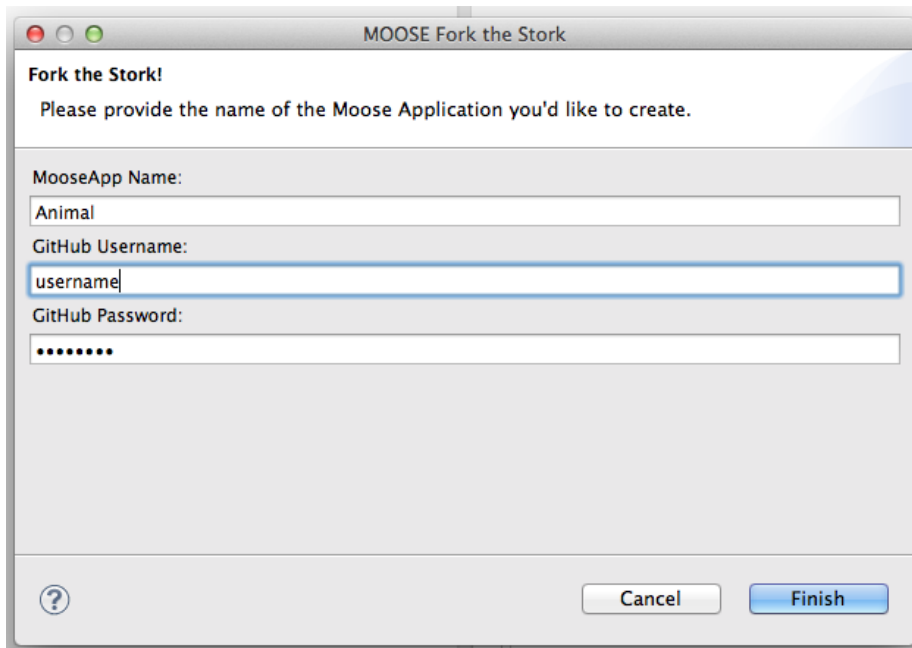 MOOSE Fork the Stork
Fork the Stork!
Please provide the name of the Moose Application you'd like to create.
MooseApp Name:
Animal
GitHub Username:
username
GitHub Password:
••••••••
?
Cancel
Finish